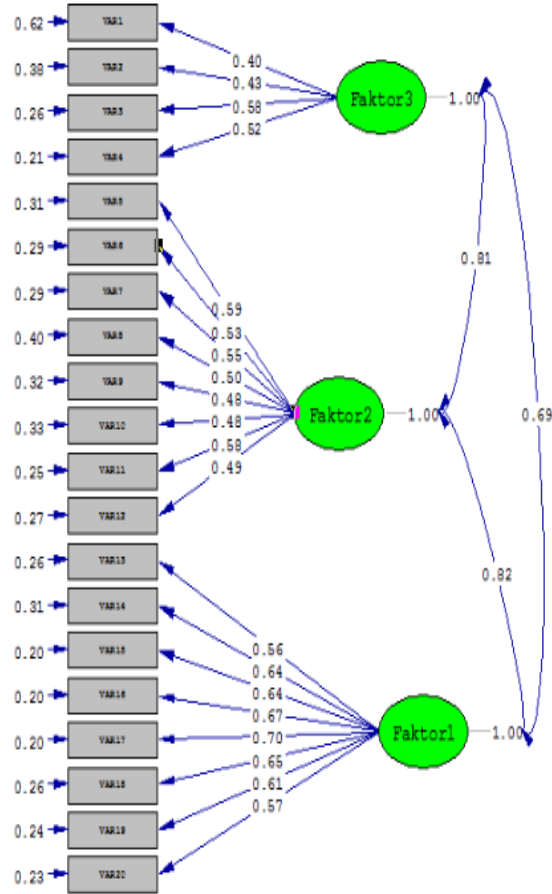 0.62 VAR1
0.40
0.38 VAR2
0.43
Faktor3 1.00
0.26 VAR3
0.58
0.52
0.21 VAR4
0.31 VAR5
0.29 VAR6
0.81
0.29 VAR7
0.59
0.53
0.40 VAR8
0.55
0.50
0.32 VAR9
0.48
Faktor2 1.00
0.69
0.33 VAR10
0.48
0.58
0.25 VAR11
0.49
0.27 VAR12
0.26 VAR13
0.82
0.31 VAR14
0.56
0.20 VAR15
0.64
0.64
0.20 VAR16
0.67
0.70
Faktor1 1.00
0.20 VAR17
0.65
0.61
0.26 VAR18
0.57
0.24 VAR19
0.23 VAR20